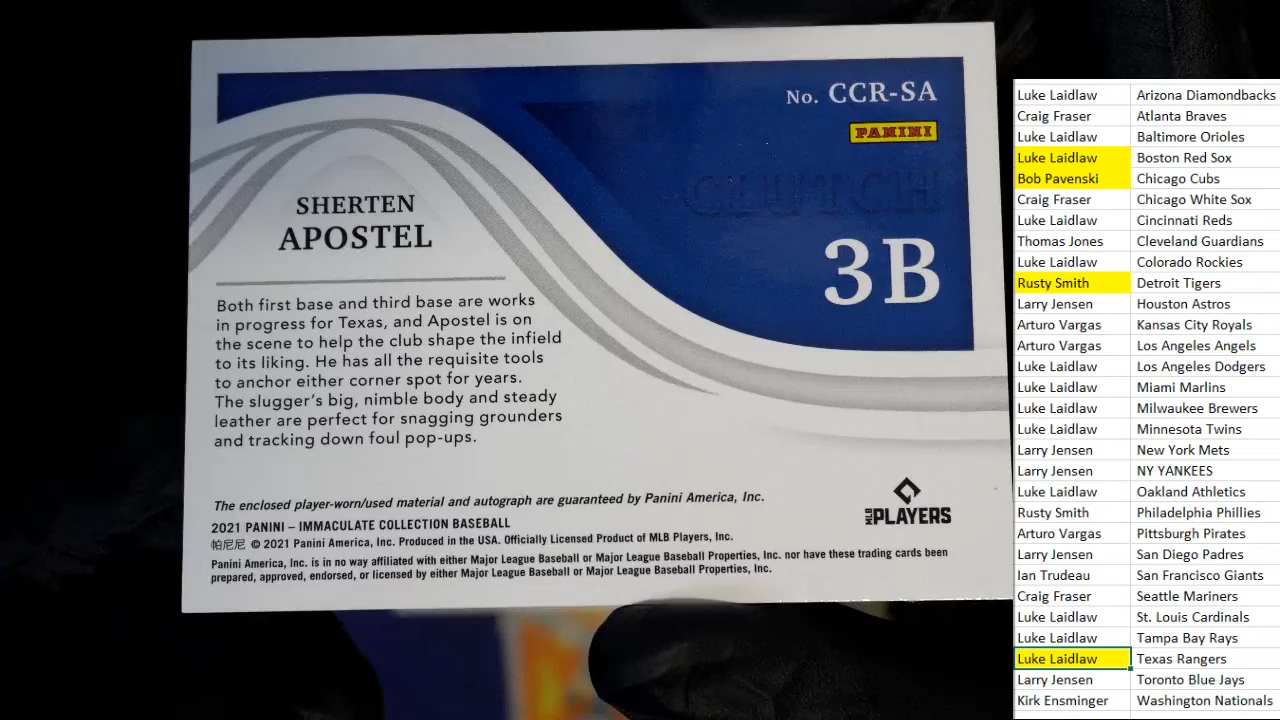 No. CCR-SA
PANINI
SHERTEN
APOSTEL
3B
Both first base and third base are works
in progress for Texas, and Apostel is on
the scene to help the club shape the infield
to its liking. He has all the requisite tools
to anchor either corner spot for years.
The slugger's big, nimble body and steady
leather are perfect for snagging grounders
and tracking down foul pop-ups.
The enclosed player-worn/used material and autograph are guaranteed by Panini America, Inc.
2021 PANINI – IMMACULATE COLLECTION BASEBALL
帕尼尼 © 2021 Panini America, Inc. Produced in the USA. Officially Licensed Product of MLB Players, Inc.
Panini America, Inc. is in no way affiliated with either Major League Baseball or Major League Baseball Properties, Inc. nor have these trading cards been
prepared, approved, endorsed, or licensed by either Major League Baseball or Major League Baseball Properties, Inc.
MLB PLAYERS
Luke Laidlaw Arizona Diamondbacks
Craig Fraser Atlanta Braves
Luke Laidlaw Baltimore Orioles
Luke Laidlaw Boston Red Sox
Bob Pavenski Chicago Cubs
Craig Fraser Chicago White Sox
Luke Laidlaw Cincinnati Reds
Thomas Jones Cleveland Guardians
Luke Laidlaw Colorado Rockies
Rusty Smith Detroit Tigers
Larry Jensen Houston Astros
Arturo Vargas Kansas City Royals
Arturo Vargas Los Angeles Angels
Luke Laidlaw Los Angeles Dodgers
Luke Laidlaw Miami Marlins
Luke Laidlaw Milwaukee Brewers
Luke Laidlaw Minnesota Twins
Larry Jensen New York Mets
Larry Jensen NY YANKEES
Luke Laidlaw Oakland Athletics
Rusty Smith Philadelphia Phillies
Arturo Vargas Pittsburgh Pirates
Larry Jensen San Diego Padres
Ian Trudeau San Francisco Giants
Craig Fraser Seattle Mariners
Luke Laidlaw St. Louis Cardinals
Luke Laidlaw Tampa Bay Rays
Luke Laidlaw Texas Rangers
Larry Jensen Toronto Blue Jays
Kirk Ensminger Washington Nationals